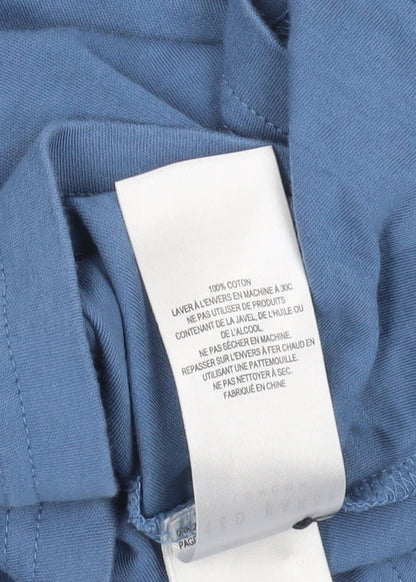 100% COTON
LAVER À L'ENVERS EN MACHINE À 30C.
NE PAS UTILISER DE PRODUITS
CONTENANT DE LA JAVEL, DE L'HUILE OU
DE L'ALCOOL.
NE PAS SÉCHER EN MACHINE.
REPASSER SUR L'ENVERS À FER CHAUD EN
UTILISANT UNE PATTEMOUILLE.
NE PAS NETTOYER À SEC.
FABRIQUÉ EN CHINE